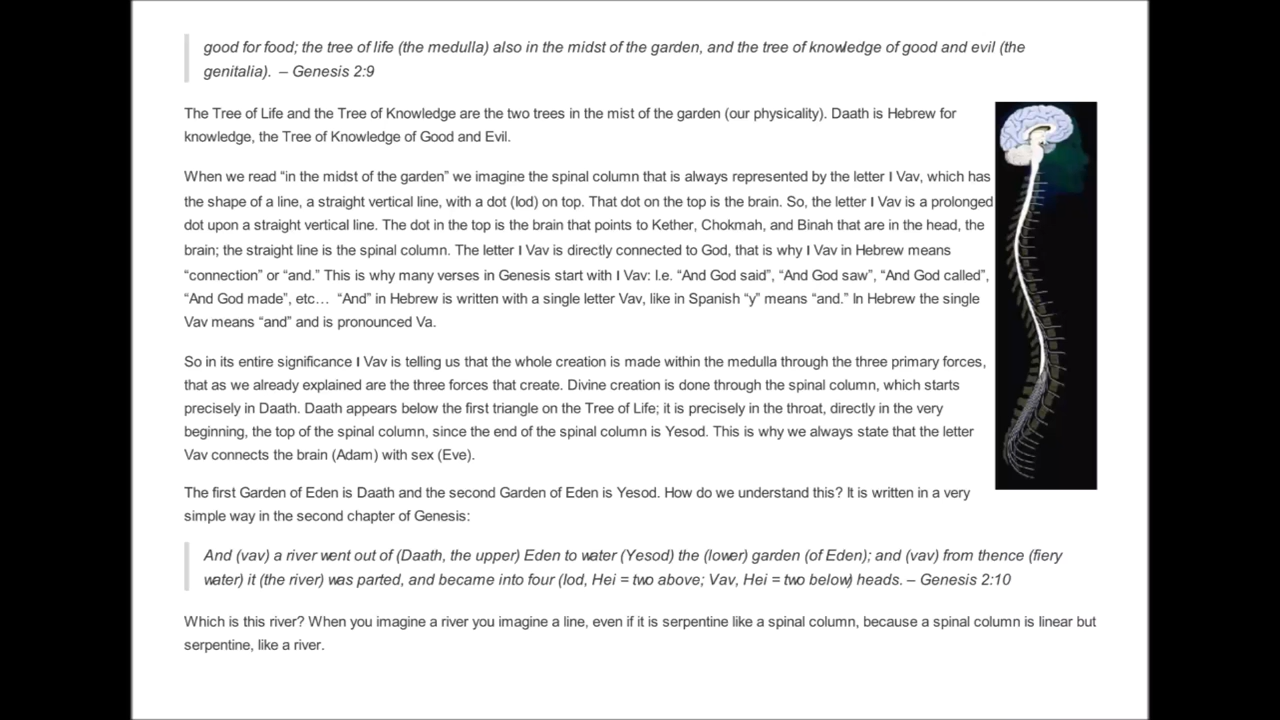 good for food; the tree of life (the medulla) also in the midst of the garden, and the tree of knowledge of good and evil (the
genitalia).  – Genesis 2:9
The Tree of Life and the Tree of Knowledge are the two trees in the mist of the garden (our physicality). Daath is Hebrew for
knowledge, the Tree of Knowledge of Good and Evil.
When we read “in the midst of the garden” we imagine the spinal column that is always represented by the letter ו Vav, which has
the shape of a line, a straight vertical line, with a dot (Iod) on top. That dot on the top is the brain. So, the letter ו Vav is a prolonged
dot upon a straight vertical line. The dot in the top is the brain that points to Kether, Chokmah, and Binah that are in the head, the
brain; the straight line is the spinal column. The letter ו Vav is directly connected to God, that is why ו Vav in Hebrew means
“connection” or “and.” This is why many verses in Genesis start with ו Vav: I.e. “And God said”, “And God saw”, “And God called”,
“And God made”, etc…  “And” in Hebrew is written with a single letter Vav, like in Spanish “y” means “and.” In Hebrew the single
Vav means “and” and is pronounced Va.
So in its entire significance ו Vav is telling us that the whole creation is made within the medulla through the three primary forces,
that as we already explained are the three forces that create. Divine creation is done through the spinal column, which starts
precisely in Daath. Daath appears below the first triangle on the Tree of Life; it is precisely in the throat, directly in the very
beginning, the top of the spinal column, since the end of the spinal column is Yesod. This is why we always state that the letter
Vav connects the brain (Adam) with sex (Eve).
The first Garden of Eden is Daath and the second Garden of Eden is Yesod. How do we understand this? It is written in a very
simple way in the second chapter of Genesis:
And (vav) a river went out of (Daath, the upper) Eden to water (Yesod) the (lower) garden (of Eden); and (vav) from thence (fiery
water) it (the river) was parted, and became into four (Iod, Hei = two above; Vav, Hei = two below) heads. – Genesis 2:10
Which is this river? When you imagine a river you imagine a line, even if it is serpentine like a spinal column, because a spinal column is linear but
serpentine, like a river.